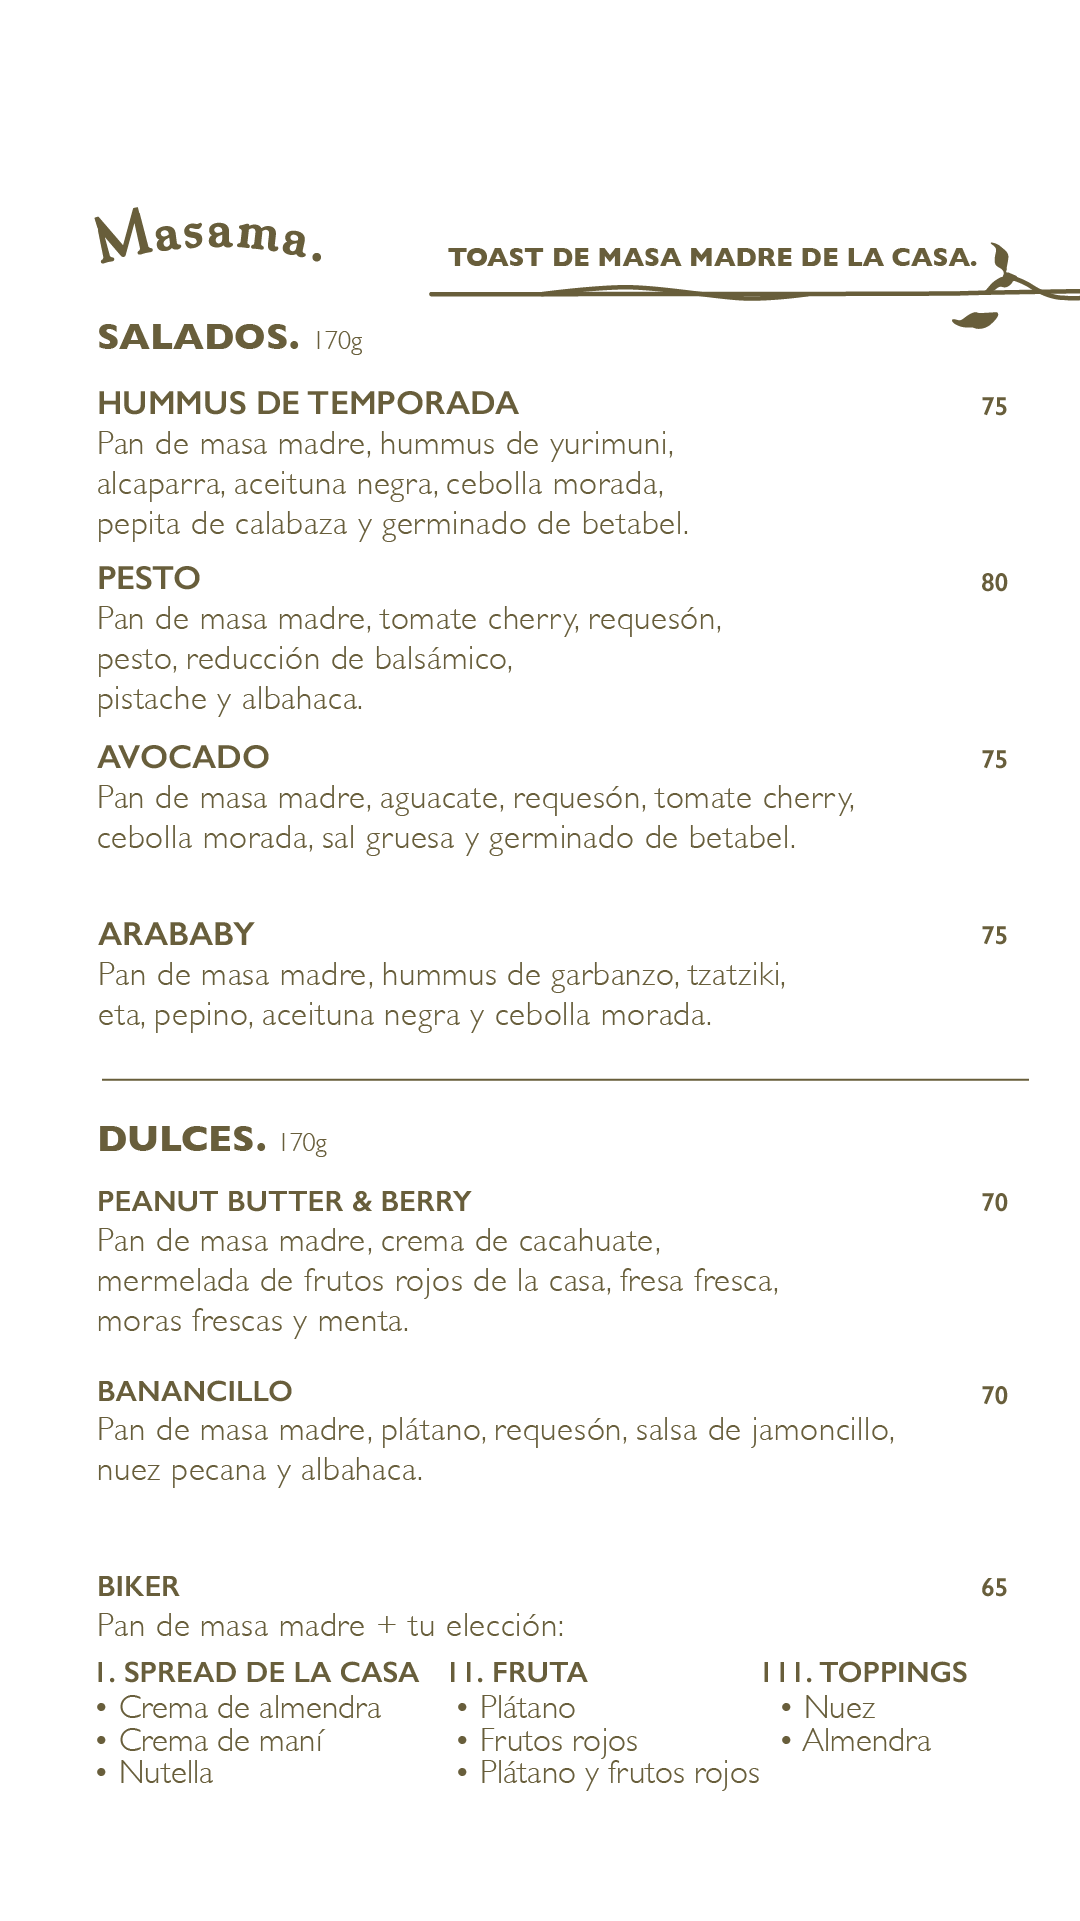 Masama.
TOAST DE MASA MADRE DE LA CASA.
SALADOS. 170g
HUMMUS DE TEMPORADA 75
Pan de masa madre, hummus de yurimuni,
alcaparra, aceituna negra, cebolla morada,
pepita de calabaza y germinado de betabel.
PESTO 80
Pan de masa madre, tomate cherry, requesón,
pesto, reducción de balsámico,
pistache y albahaca.
AVOCADO 75
Pan de masa madre, aguacate, requesón, tomate cherry,
cebolla morada, sal gruesa y germinado de betabel.
ARABABY 75
Pan de masa madre, hummus de garbanzo, tzatziki,
eta, pepino, aceituna negra y cebolla morada.
DULCES. 170g
PEANUT BUTTER & BERRY 70
Pan de masa madre, crema de cacahuate,
mermelada de frutos rojos de la casa, fresa fresca,
moras frescas y menta.
BANANCILLO 70
Pan de masa madre, plátano, requesón, salsa de jamoncillo,
nuez pecana y albahaca.
BIKER 65
Pan de masa madre + tu elección:
I. SPREAD DE LA CASA
• Crema de almendra
• Crema de maní
• Nutella
II. FRUTA
• Plátano
• Frutos rojos
• Plátano y frutos rojos
III. TOPPINGS
• Nuez
• Almendra